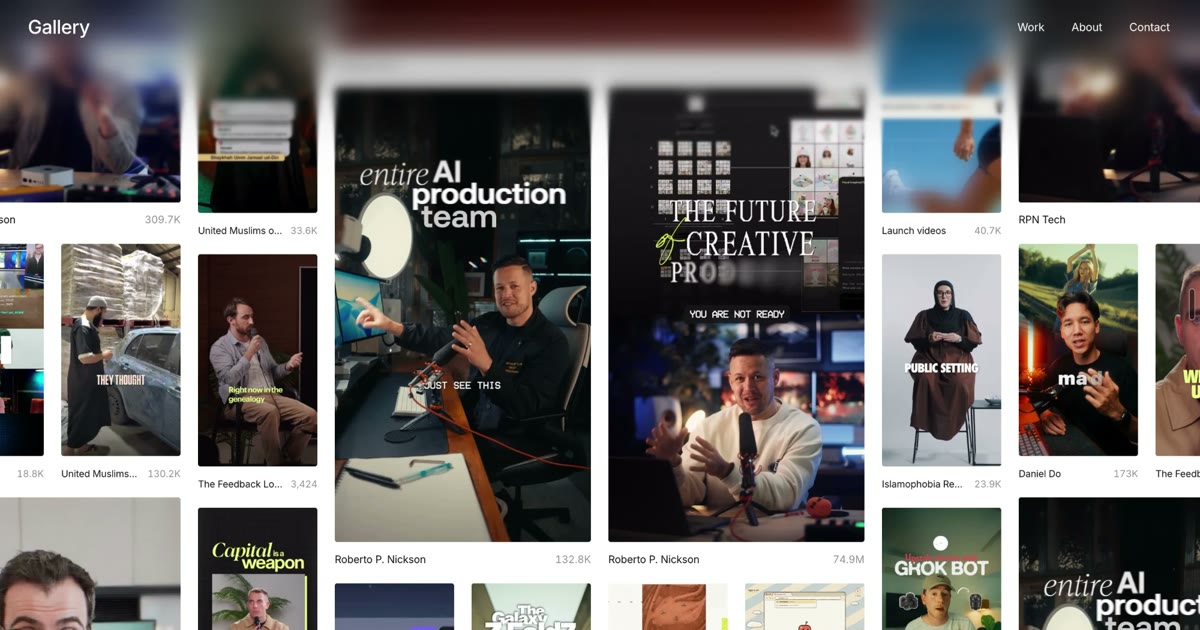 Gallery
Work
About
Contact
son
309.7K
United Muslims o...
33.6K
entire AI
production
team
JUST SEE THIS
THE FUTURE
of CREATIVE
PROD
YOU ARE NOT READY
Launch videos
40.7K
RPN Tech
THEY THOUGHT
Right now in the
genealogy
PUBLIC SETTING
mad
18.8K
United Muslims...
130.2K
The Feedback Lo...
3,424
Islamophobia Re...
23.9K
Daniel Do
173K
The Feedb
Capital is a
weapon
Roberto P. Nickson
132.8K
Roberto P. Nickson
74.9M
The
Galaxy
Z Fold7
GROK BOT
entire AI
product
team